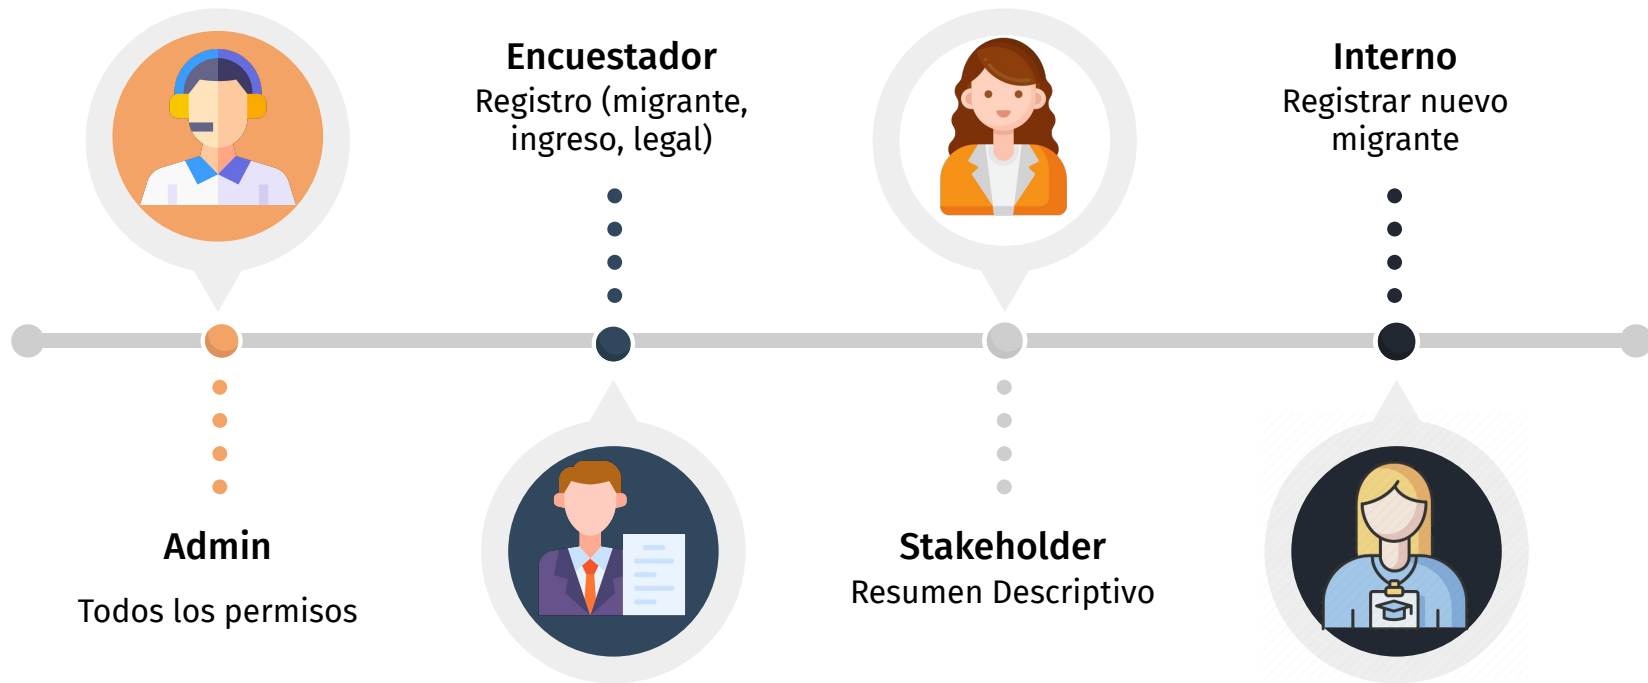 Encuestador
Registro (migrante,
ingreso, legal)
Interno
Registrar nuevo
migrante
Admin
Todos los permisos
Stakeholder
Resumen Descriptivo